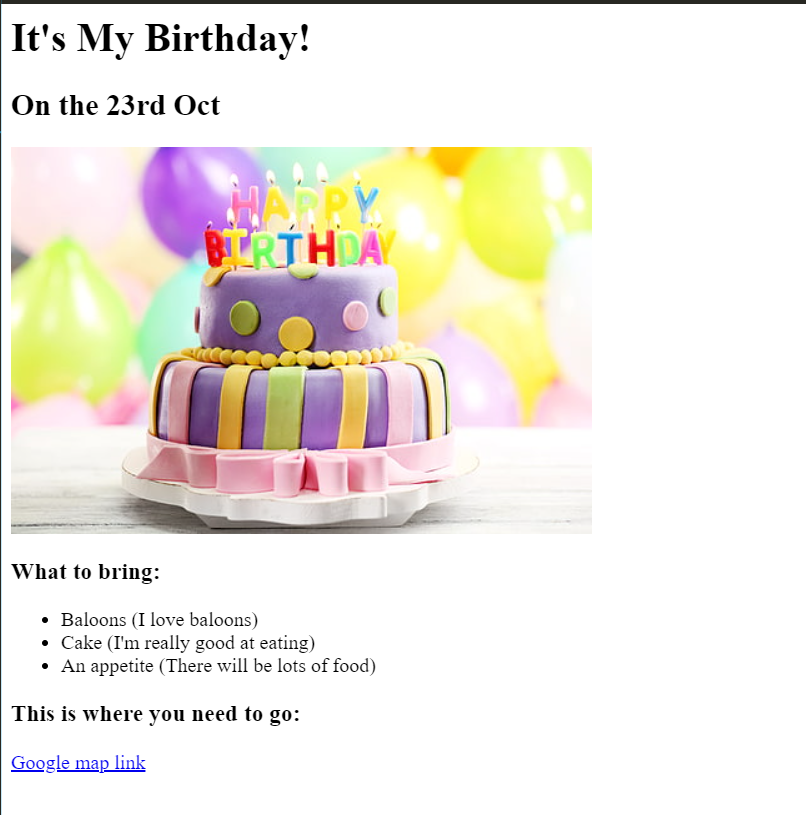 It's My Birthday!
On the 23rd Oct
HAPPY
BIRTHDAY
What to bring:
Baloons (I love baloons)
Cake (I'm really good at eating)
An appetite (There will be lots of food)
This is where you need to go:
Google map link